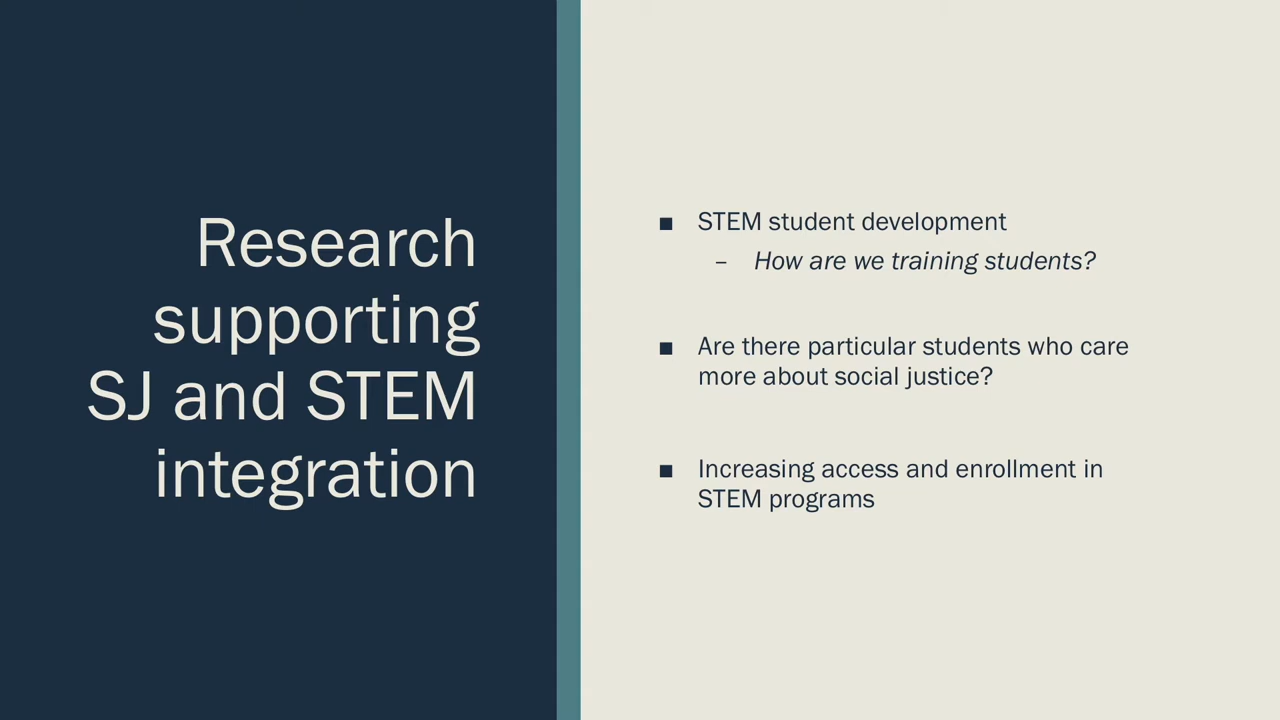 Research
supporting
SJ and STEM
integration
▪ STEM student development
– How are we training students?
▪ Are there particular students who care
more about social justice?
▪ Increasing access and enrollment in
STEM programs